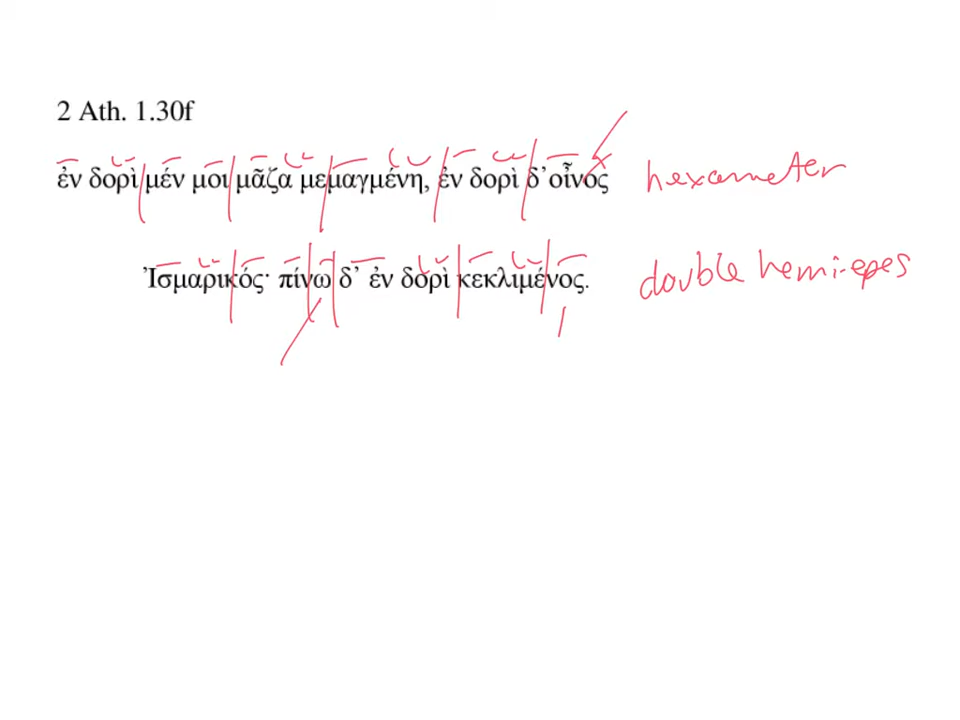 2 Ath. 1.30f
ἐν δορὶ μέν μοι μᾶζα μεμαγμένη, ἐν δορὶ δ’οἶνος hexameter
Ἰσμαρικός· πίνω δ’ ἐν δορὶ κεκλιμένος. double hemi-epes